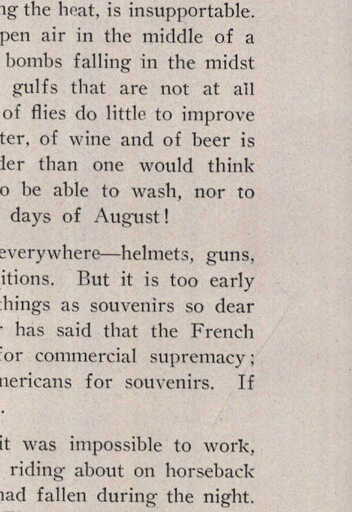 ng the heat, is insupportable.
pen air in the middle of a
bombs falling in the midst
gulfs that are not at all
of flies do little to improve
ter, of wine and of beer is
der than one would think
o be able to wash, nor to
days of August!
everywhere—helmets, guns,
itions. But it is too early
things as souvenirs so dear
has said that the French
for commercial supremacy;
mericans for souvenirs. If
.
it was impossible to work,
riding about on horseback
had fallen during the night.